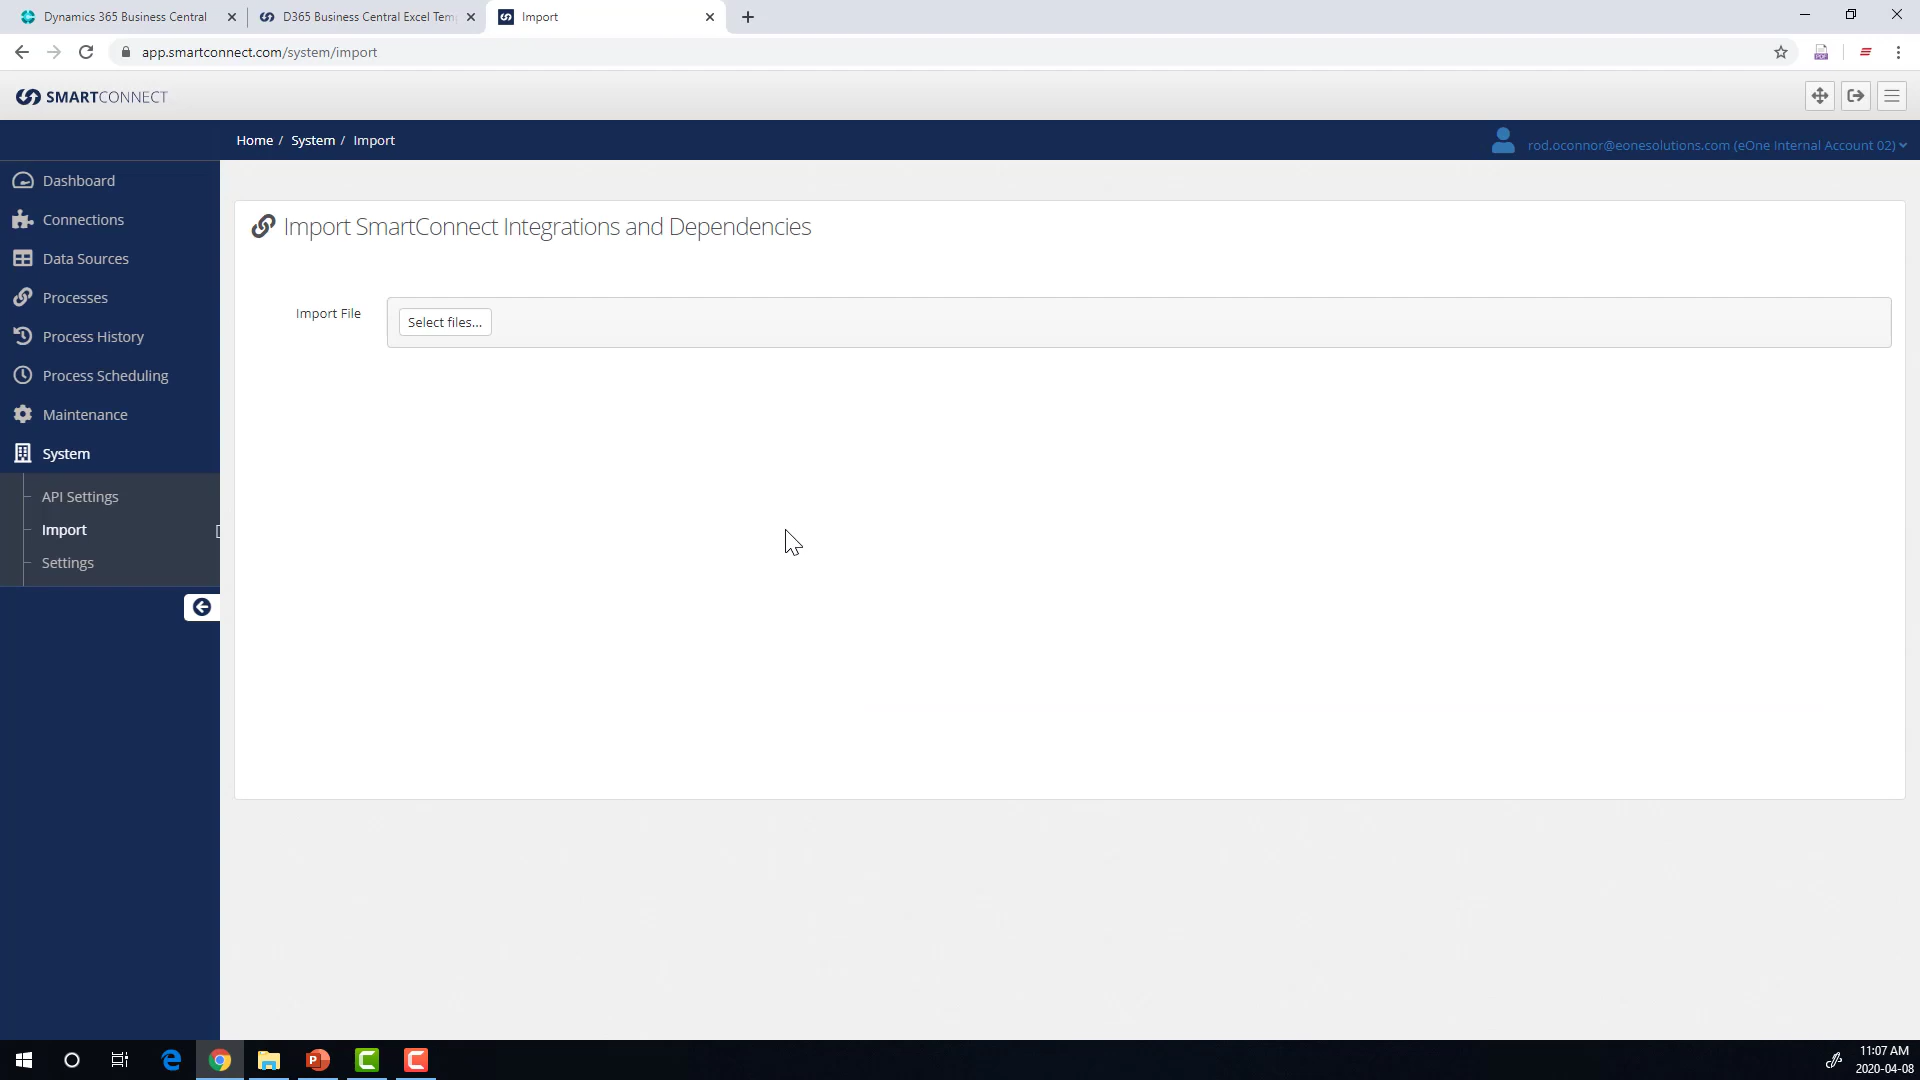 Dynamics 365 Business Central
D365 Business Central Excel Tem
Import
app.smartconnect.com/system/import
SMARTCONNECT
Home / System / Import
rod.oconnor@eonesolutions.com (eOne Internal Account 02)
Dashboard
Connections
Data Sources
Processes
Process History
Process Scheduling
Maintenance
System
API Settings
Import
Settings
Import SmartConnect Integrations and Dependencies
Import File
Select files...
11:07 AM
2020-04-08